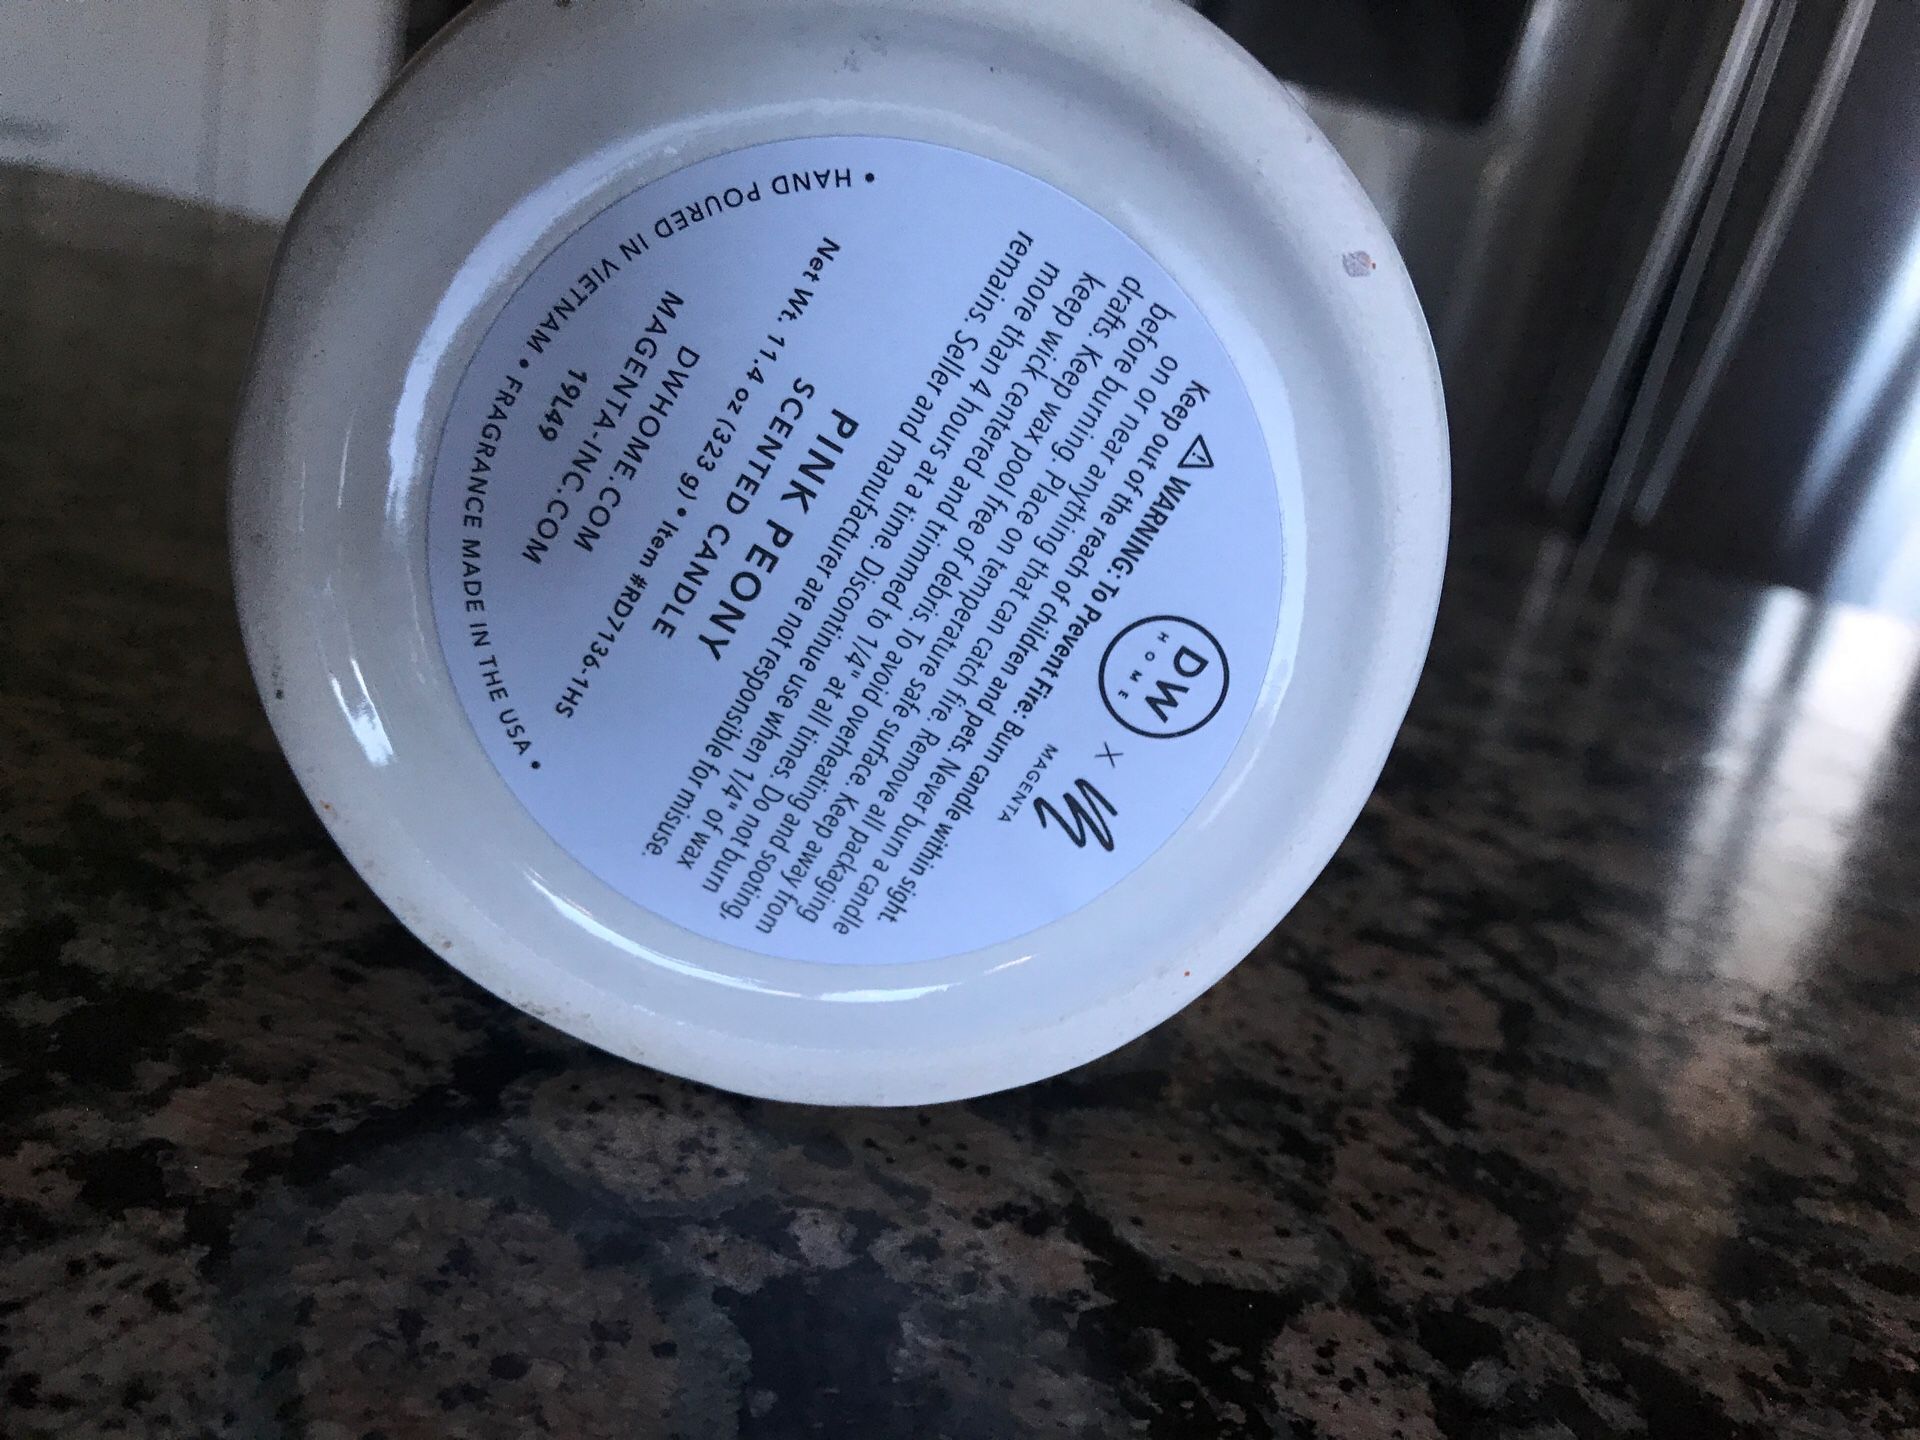 DW
HOME
X
MAGENTA
WARNING: To Prevent Fire: Burn candle within sight.
Keep out of the reach of children and pets. Never burn a candle
on or near anything that can catch fire. Remove all packaging
before burning. Place on temperature safe surface. Keep away from
drafts. Keep wax pool free of debris. To avoid overheating and sooting,
keep wick centered and trimmed to 1/4" at all times. Do not burn
more than 4 hours at a time. Discontinue use when 1/4" of wax
remains. Seller and manufacturer are not responsible for misuse.
PINK PEONY
SCENTED CANDLE
Net Wt. 11.4 oz (323 g) • Item #RD7136-1HS
DWHOME.COM
MAGENTA-INC.COM
19L49
• HAND POURED IN VIETNAM • FRAGRANCE MADE IN THE USA •